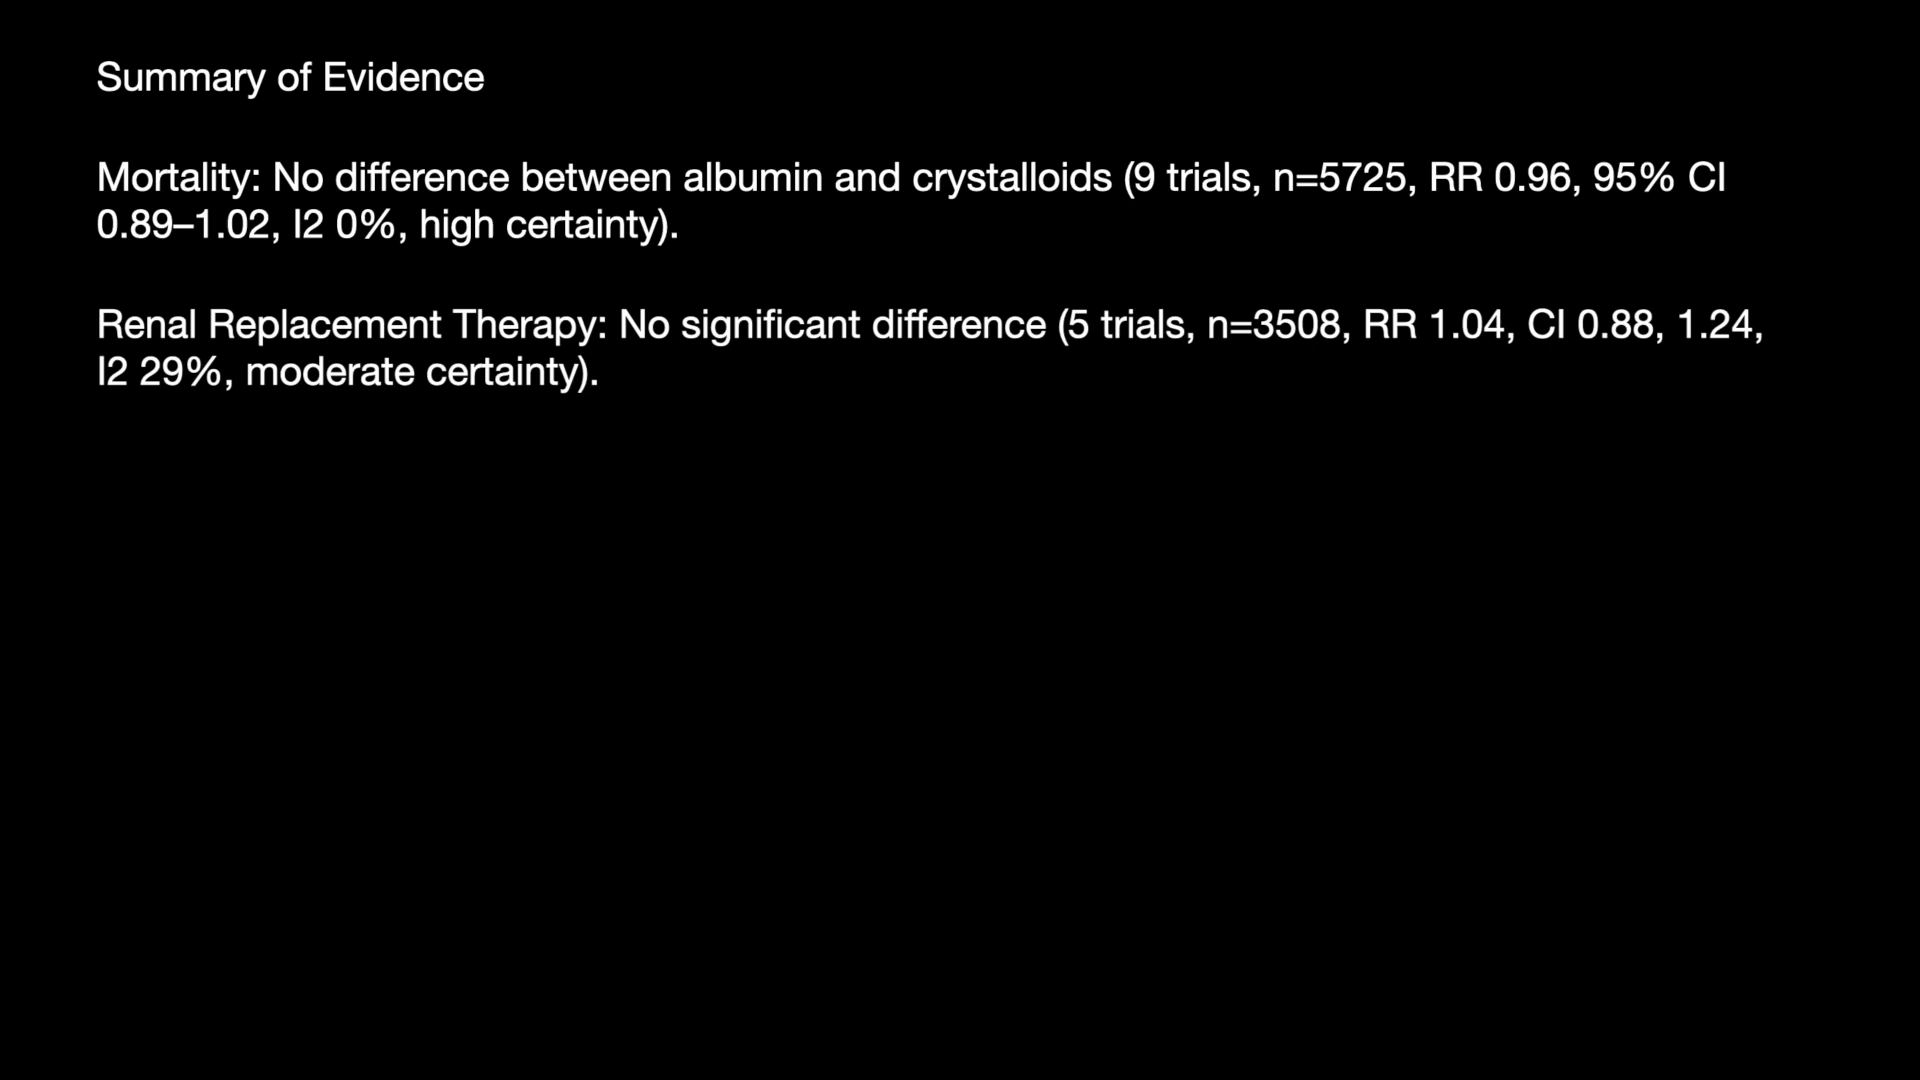 Summary of Evidence
Mortality: No difference between albumin and crystalloids (9 trials, n=5725, RR 0.96, 95% CI
0.89–1.02, I2 0%, high certainty).
Renal Replacement Therapy: No significant difference (5 trials, n=3508, RR 1.04, CI 0.88, 1.24,
I2 29%, moderate certainty).